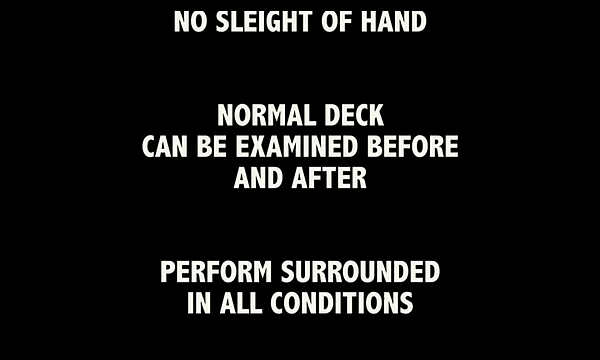 NO SLEIGHT OF HAND
NORMAL DECK
CAN BE EXAMINED BEFORE
AND AFTER
PERFORM SURROUNDED
IN ALL CONDITIONS